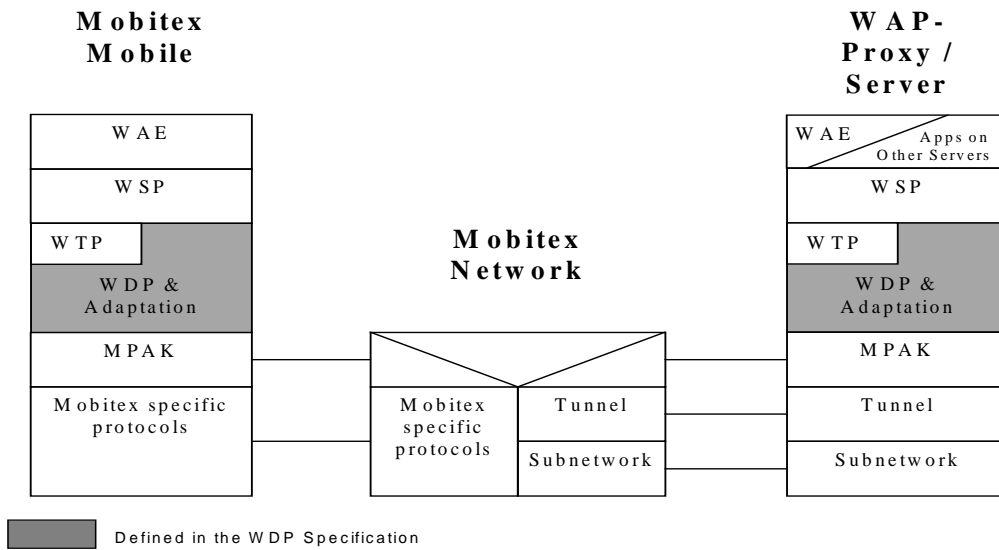 Mobitex
Mobile
WAP-
Proxy /
Server
WAE
WSP
WTP
WDP &
Adaptation
MPAK
Mobitex specific
protocols
Mobitex
Network
Mobitex
specific
protocols
Tunnel
Subnetwork
WAE
Apps on
Other Servers
WSP
WTP
WDP &
Adaptation
MPAK
Tunnel
Subnetwork
Defined in the WDP Specification